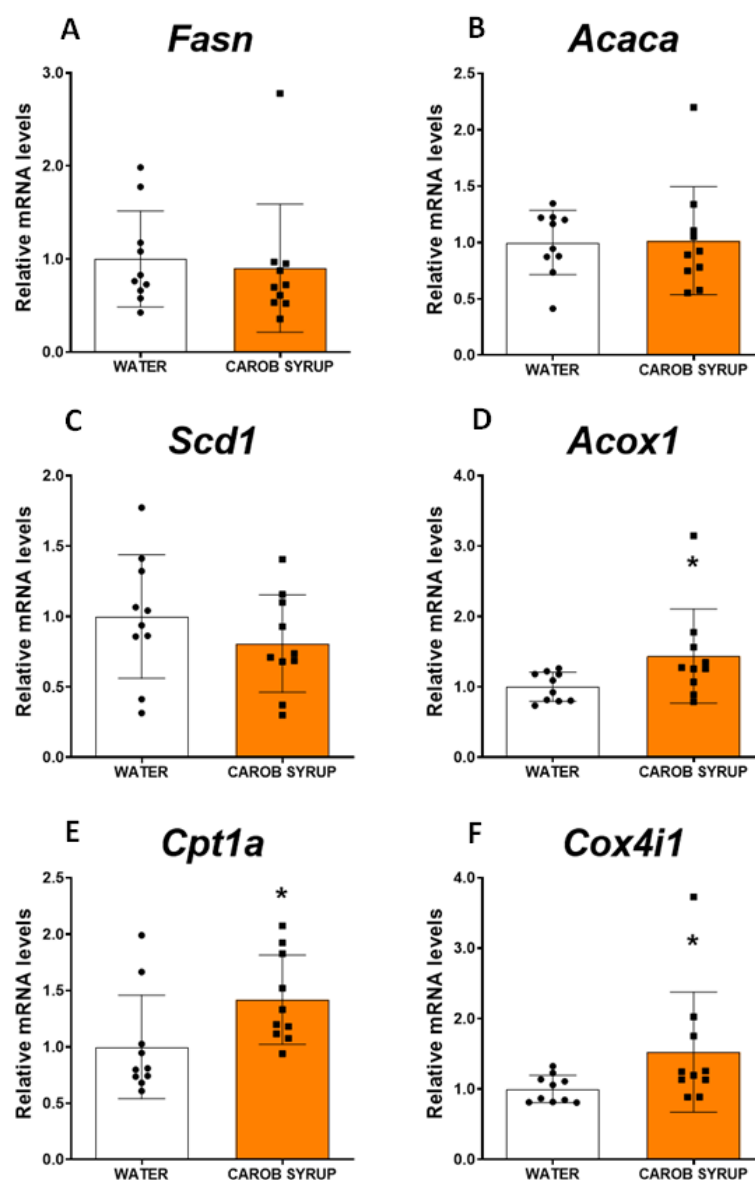 A
Fasn
Relative mRNA levels
3.0
2.0
1.0
0.0
WATER
CAROB SYRUP
B
Acaca
Relative mRNA levels
2.5
2.0
1.5
1.0
0.5
0.0
WATER
CAROB SYRUP
C
Scd1
Relative mRNA levels
2.0
1.5
1.0
0.5
0.0
WATER
CAROB SYRUP
D
Acox1
Relative mRNA levels
4.0
3.0
2.0
1.0
0.0
*
WATER
CAROB SYRUP
E
Cpt1a
Relative mRNA levels
2.5
2.0
1.5
1.0
0.5
0.0
*
WATER
CAROB SYRUP
F
Cox4i1
Relative mRNA levels
4.0
3.0
2.0
1.0
0.0
*
WATER
CAROB SYRUP